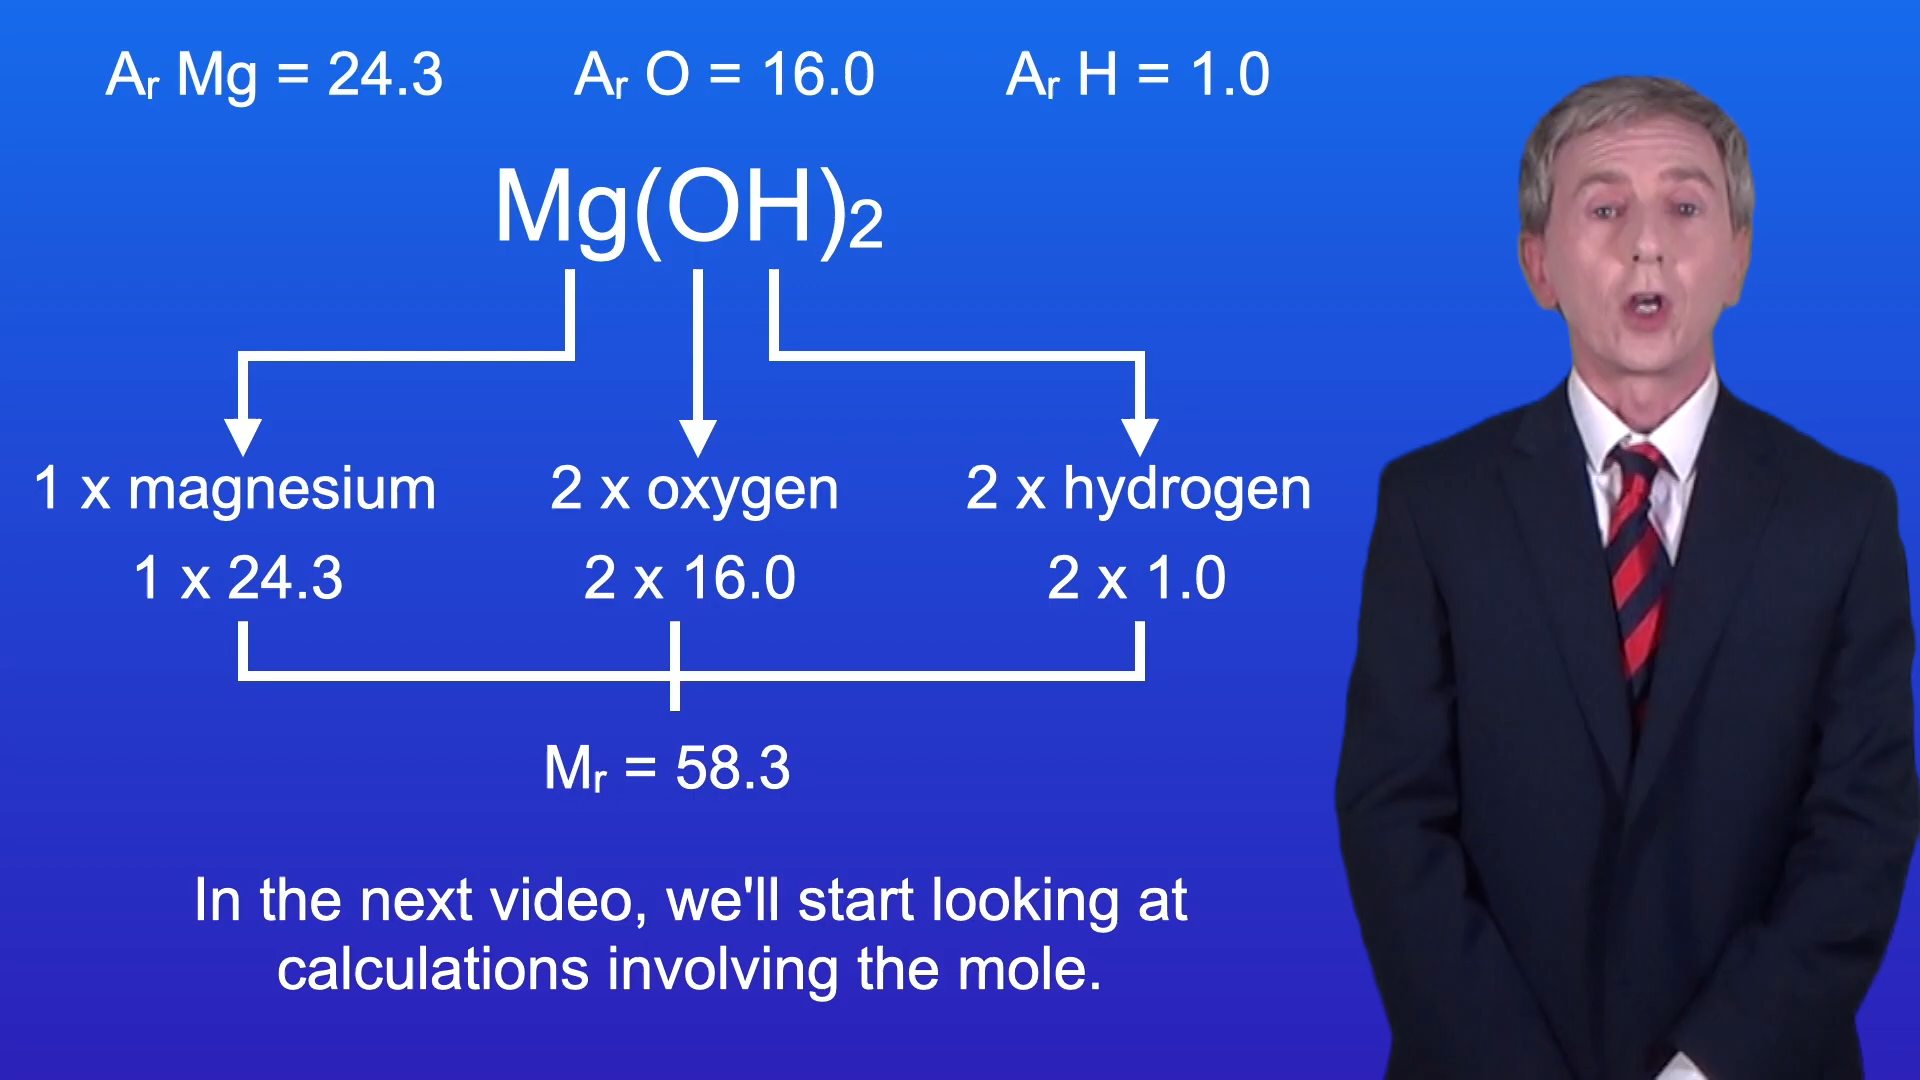 Ar Mg = 24.3 Ar O = 16.0 Ar H = 1.0
Mg(OH)2
1 x magnesium 2 x oxygen 2 x hydrogen
1 x 24.3 2 x 16.0 2 x 1.0
Mr = 58.3
In the next video, we'll start looking at
calculations involving the mole.